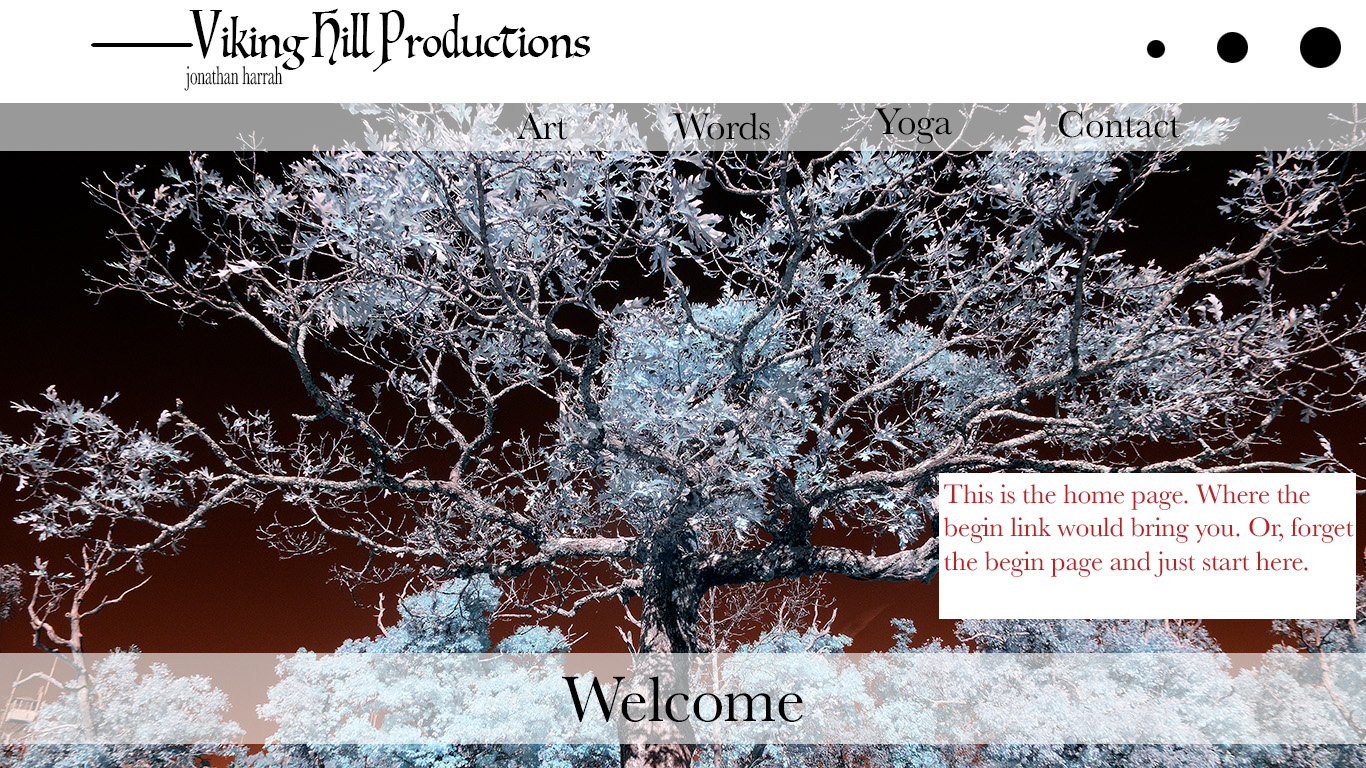 Viking Hill Productions
jonathan harrah
Art Words Yoga Contact
This is the home page. Where the
begin link would bring you. Or, forget
the begin page and just start here.
Welcome